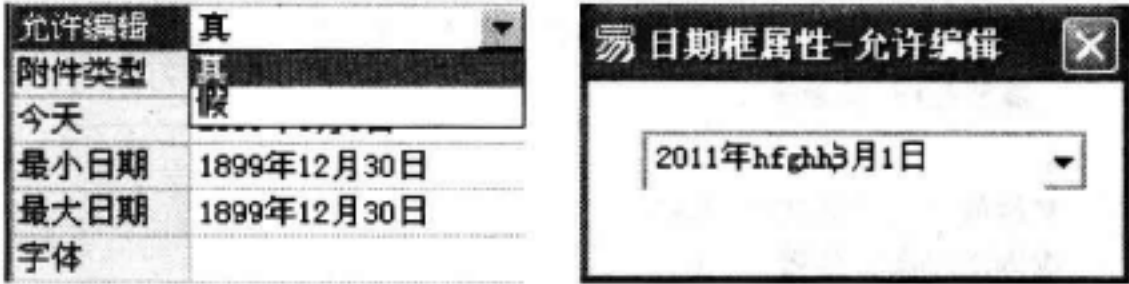 允许编辑 真
真
假
附件类型
今天
最小日期 1899年12月30日
最大日期 1899年12月30日
字体
易 日期框属性-允许编辑
2011年hfghh3月1日